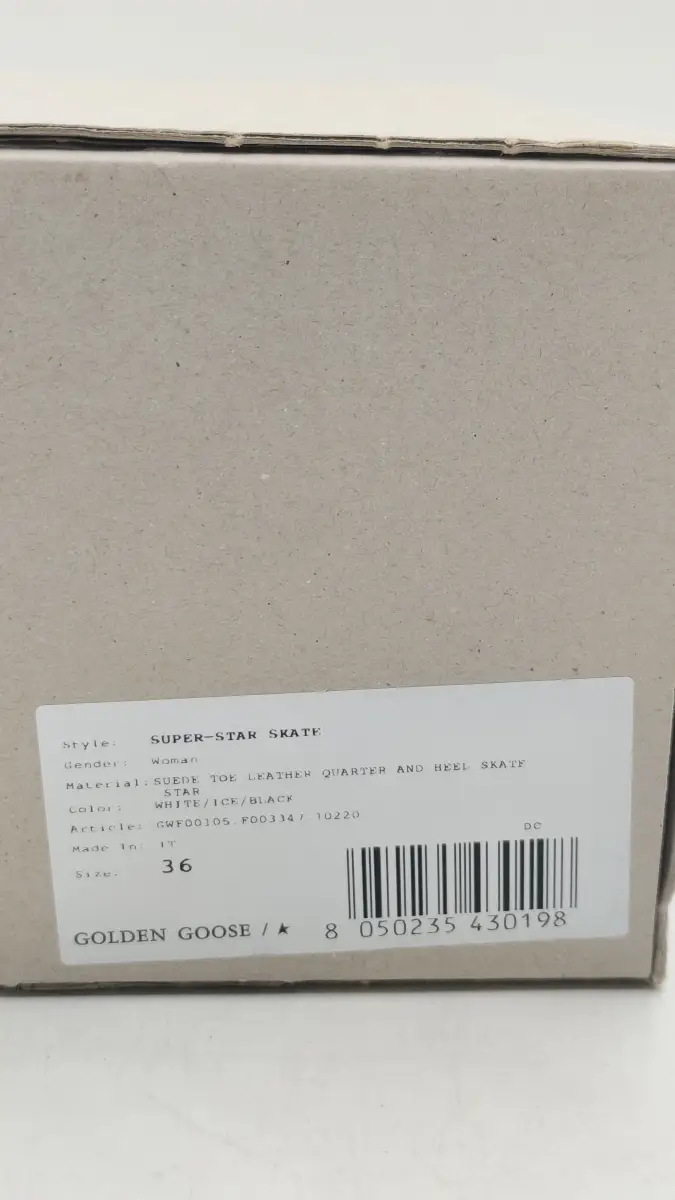 Style: SUPER-STAR SKATE
Gender: Woman
Material: SUEDE TOE LEATHER QUARTER AND HEEL SKATE
STAR
Color: WHITE/ICE/BLACK
Article: GWF00105.F003347.10220
Made In: IT
DC
Size: 36
GOLDEN GOOSE / ★
8 050235 430198